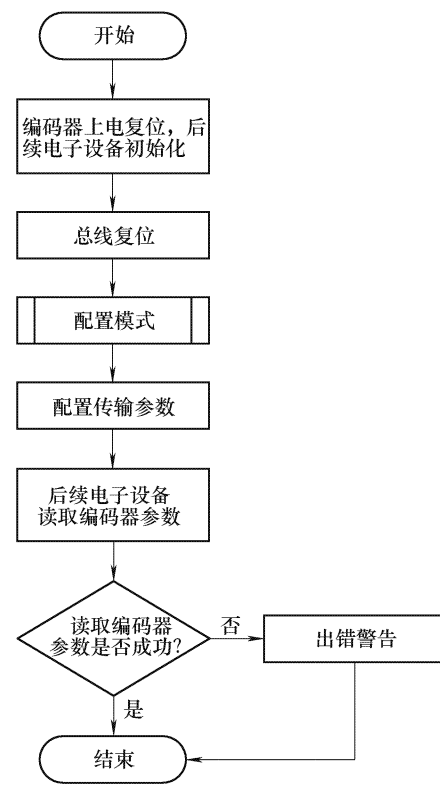 开始
编码器上电复位，后
续电子设备初始化
总线复位
配置模式
配置传输参数
后续电子设备
读取编码器参数
读取编码器
参数是否成功？
否
出错警告
是
结束